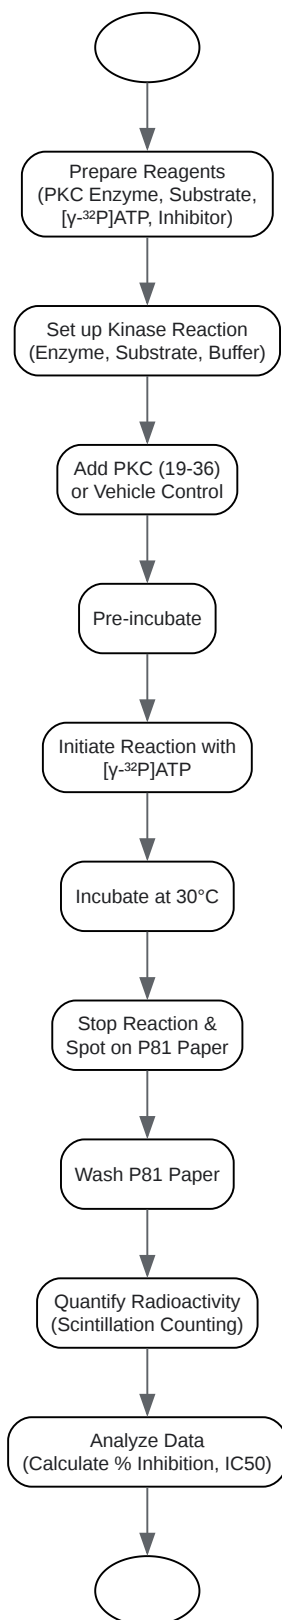 Prepare Reagents
(PKC Enzyme, Substrate,
[γ-³²P]ATP, Inhibitor)
Set up Kinase Reaction
(Enzyme, Substrate, Buffer)
Add PKC (19-36)
or Vehicle Control
Pre-incubate
Initiate Reaction with
[γ-³²P]ATP
Incubate at 30°C
Stop Reaction &
Spot on P81 Paper
Wash P81 Paper
Quantify Radioactivity
(Scintillation Counting)
Analyze Data
(Calculate % Inhibition, IC50)